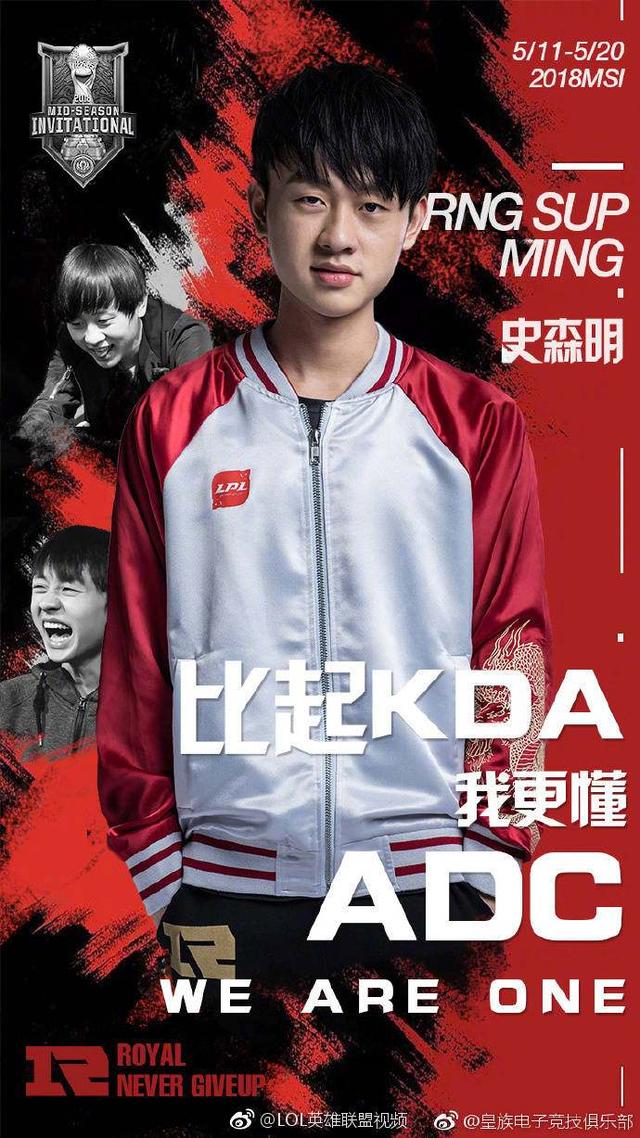 5/11-5/20
2018MSI
2018
MID-SEASON
INVITATIONAL
RNG SUP
MING
史森明
LPL
比起KDA
我更懂
ADC
WE ARE ONE
ROYAL
NEVER GIVEUP
@LOL英雄联盟视频
@皇族电子竞技俱乐部